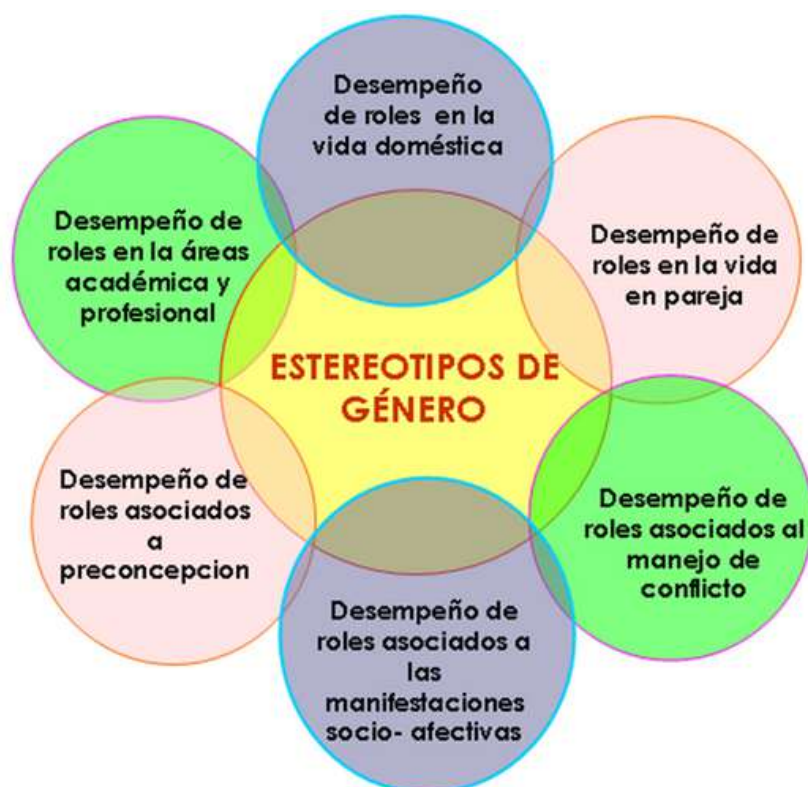 Desempeño
de roles en la
vida doméstica
Desempeño de
roles en la áreas
académica y
profesional
Desempeño de
roles en la vida
en pareja
ESTEREOTIPOS DE
GÉNERO
Desempeño de
roles asociados
a
preconcepcion
Desempeño de
roles asociados al
manejo de
conflicto
Desempeño de
roles asociados a
las
manifestaciones
socio- afectivas